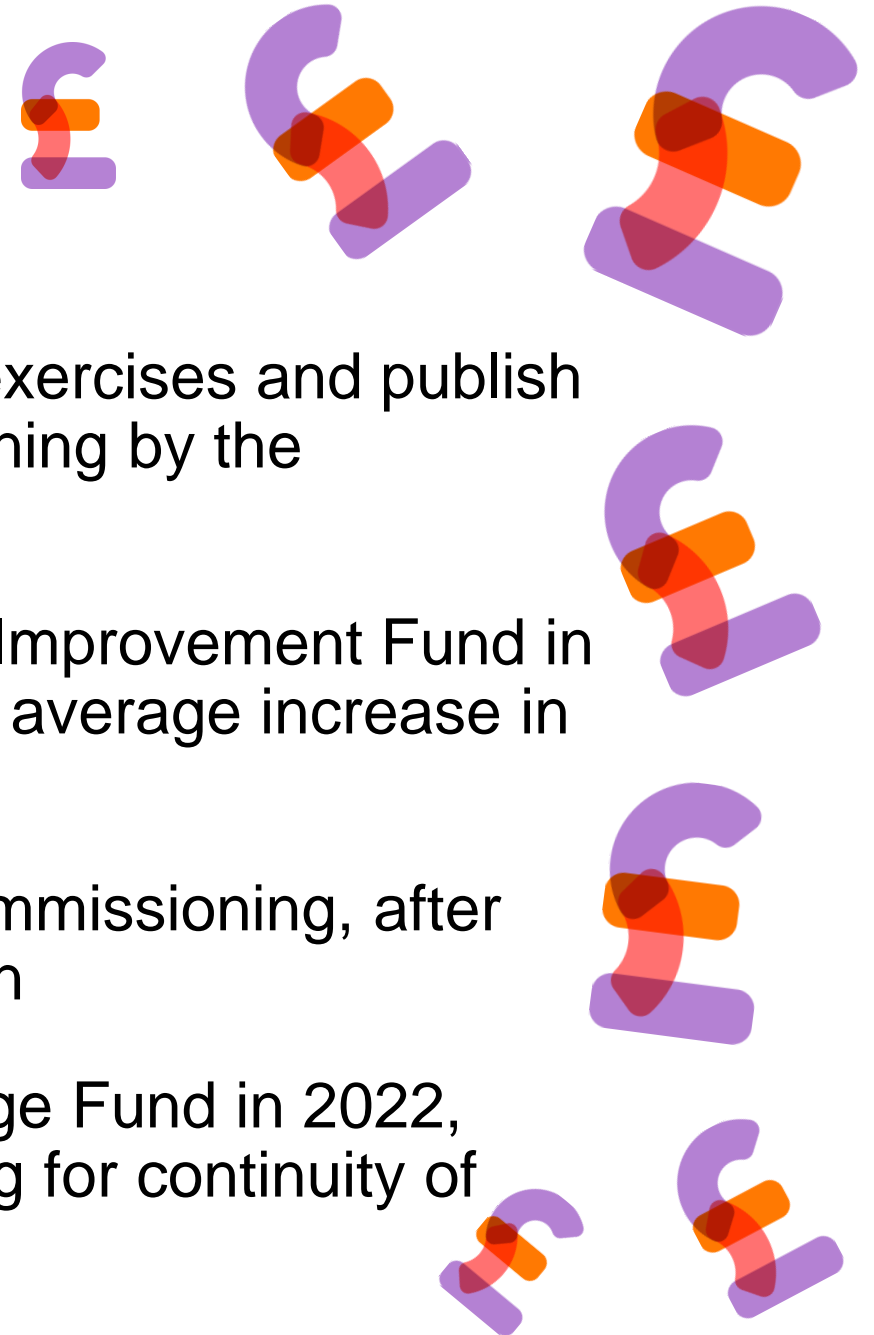 exercises and publish
ning by the
Improvement Fund in
average increase in
mmissioning, after
n
ge Fund in 2022,
g for continuity of